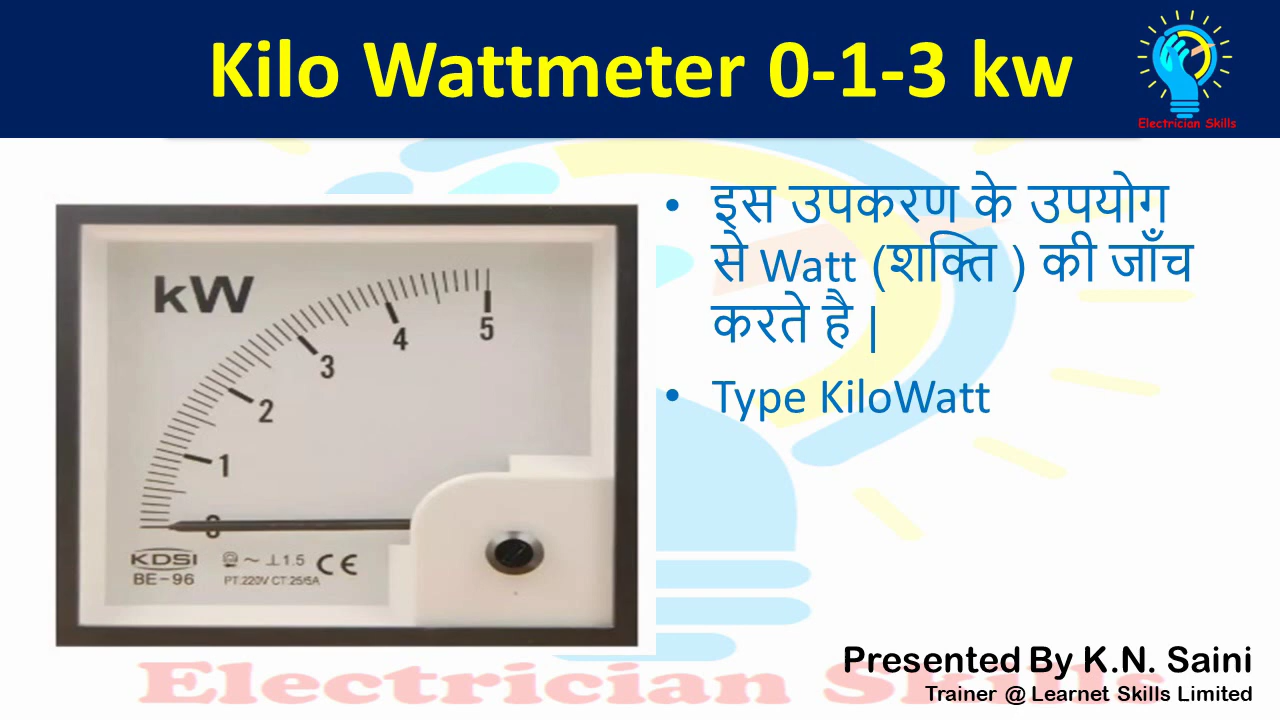 Kilo Wattmeter 0-1-3 kw
Electrician Skills
• इस उपकरण के उपयोग
से Watt (शक्ति ) की जाँच
करते है |
• Type KiloWatt
kW
5
4
3
2
1
0
KDSI
BE-96
~ ⊥1.5 CE
PT:220V CT:25/5A
Presented By K.N. Saini
Trainer @ Learnet Skills Limited
Electrician Skills